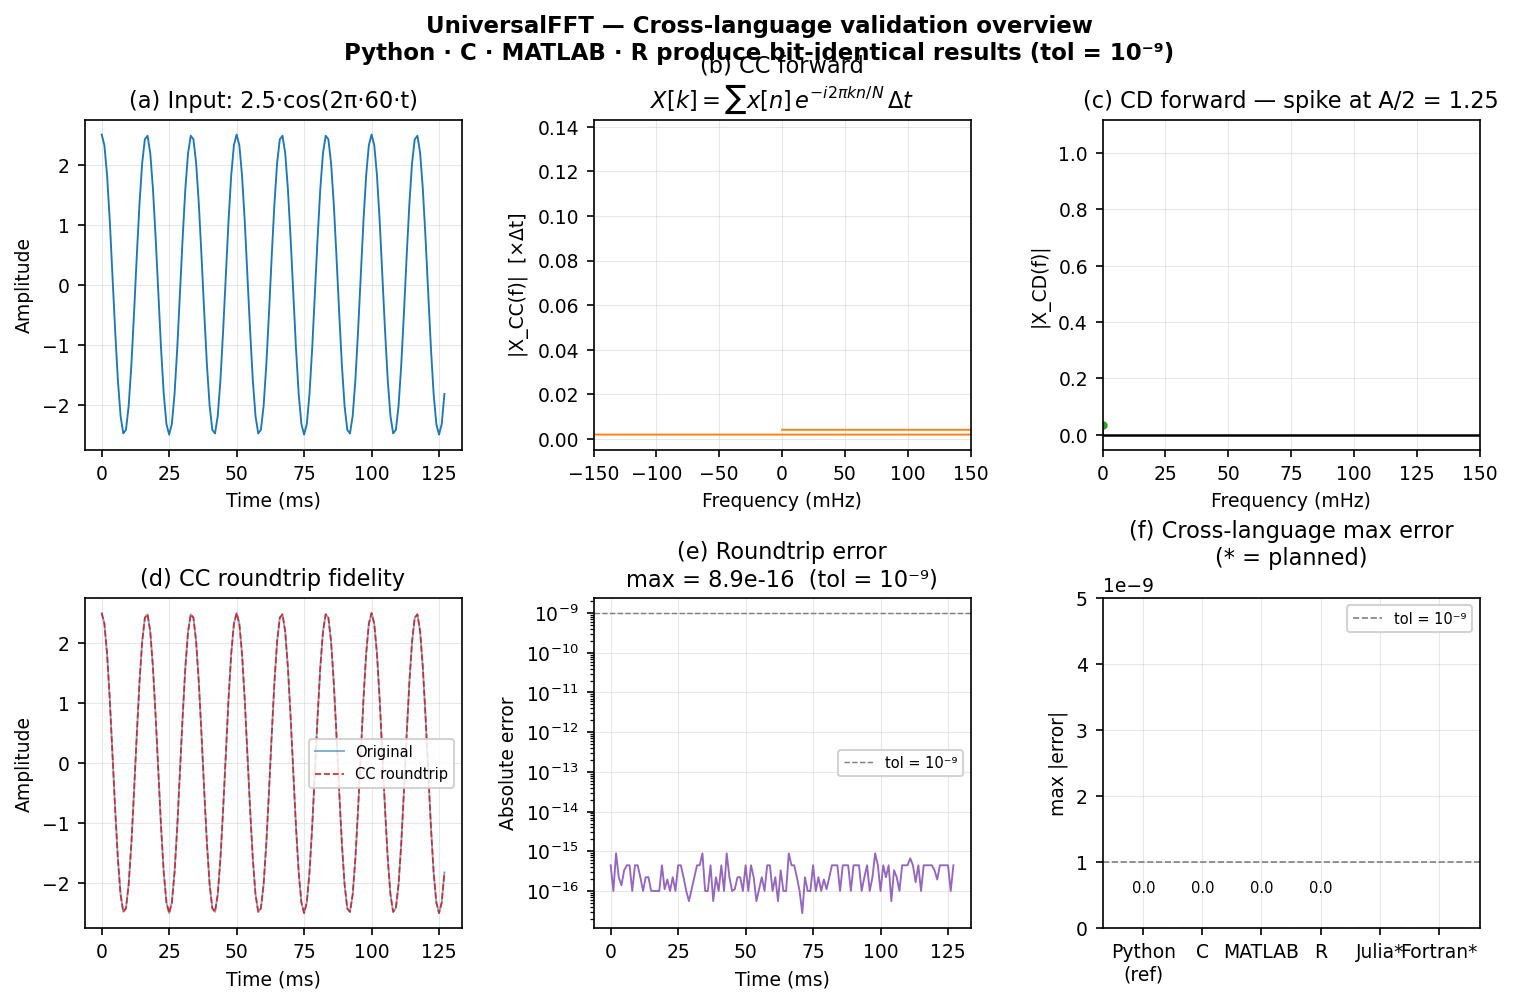 UniversalFFT — Cross-language validation overview
Python · C · MATLAB · R produce bit-identical results (tol = 10⁻⁹)
(a) Input: 2.5·cos(2π·60·t)
Amplitude
2
1
0
−1
−2
0 25 50 75 100 125
Time (ms)
(b) CC forward
X[k] = ∑x[n] e^{−i2πkn/N} Δt
|X_CC(f)| [×Δt]
0.14
0.12
0.10
0.08
0.06
0.04
0.02
0.00
−150 −100 −50 0 50 100 150
Frequency (mHz)
(c) CD forward — spike at A/2 = 1.25
|X_CD(f)|
1.0
0.8
0.6
0.4
0.2
0.0
0 25 50 75 100 125 150
Frequency (mHz)
(d) CC roundtrip fidelity
Amplitude
2
1
0
−1
−2
Original
CC roundtrip
0 25 50 75 100 125
Time (ms)
(e) Roundtrip error
max = 8.9e-16 (tol = 10⁻⁹)
Absolute error
10⁻⁹
10⁻¹⁰
10⁻¹¹
10⁻¹²
10⁻¹³
10⁻¹⁴
10⁻¹⁵
10⁻¹⁶
tol = 10⁻⁹
0 25 50 75 100 125
Time (ms)
(f) Cross-language max error
(* = planned)
1e−9
max |error|
5
4
3
2
1
0
tol = 10⁻⁹
0.0 0.0 0.0 0.0
Python C MATLAB R Julia* Fortran*
(ref)